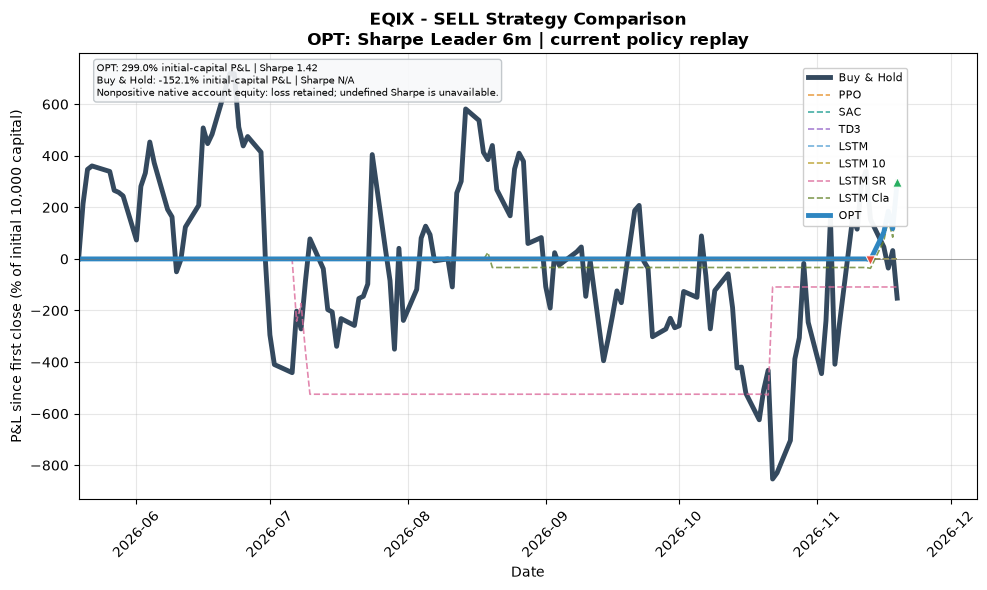 EQIX - SELL Strategy Comparison
OPT: Sharpe Leader 6m | current policy replay
OPT: 299.0% initial-capital P&L | Sharpe 1.42
Buy & Hold: -152.1% initial-capital P&L | Sharpe N/A
Nonpositive native account equity: loss retained; undefined Sharpe is unavailable.
Buy & Hold
PPO
SAC
TD3
LSTM
LSTM 10
LSTM SR
LSTM Cla
OPT
P&L since first close (% of initial 10,000 capital)
600
400
200
0
−200
−400
−600
−800
2026-06
2026-07
2026-08
2026-09
2026-10
2026-11
2026-12
Date